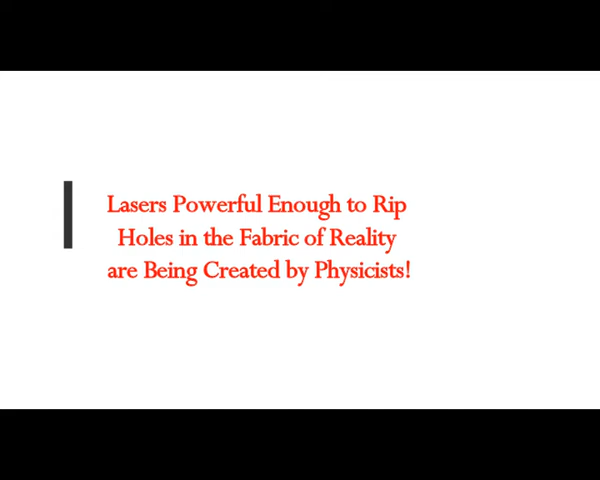 Lasers Powerful Enough to Rip
Holes in the Fabric of Reality
are Being Created by Physicists!